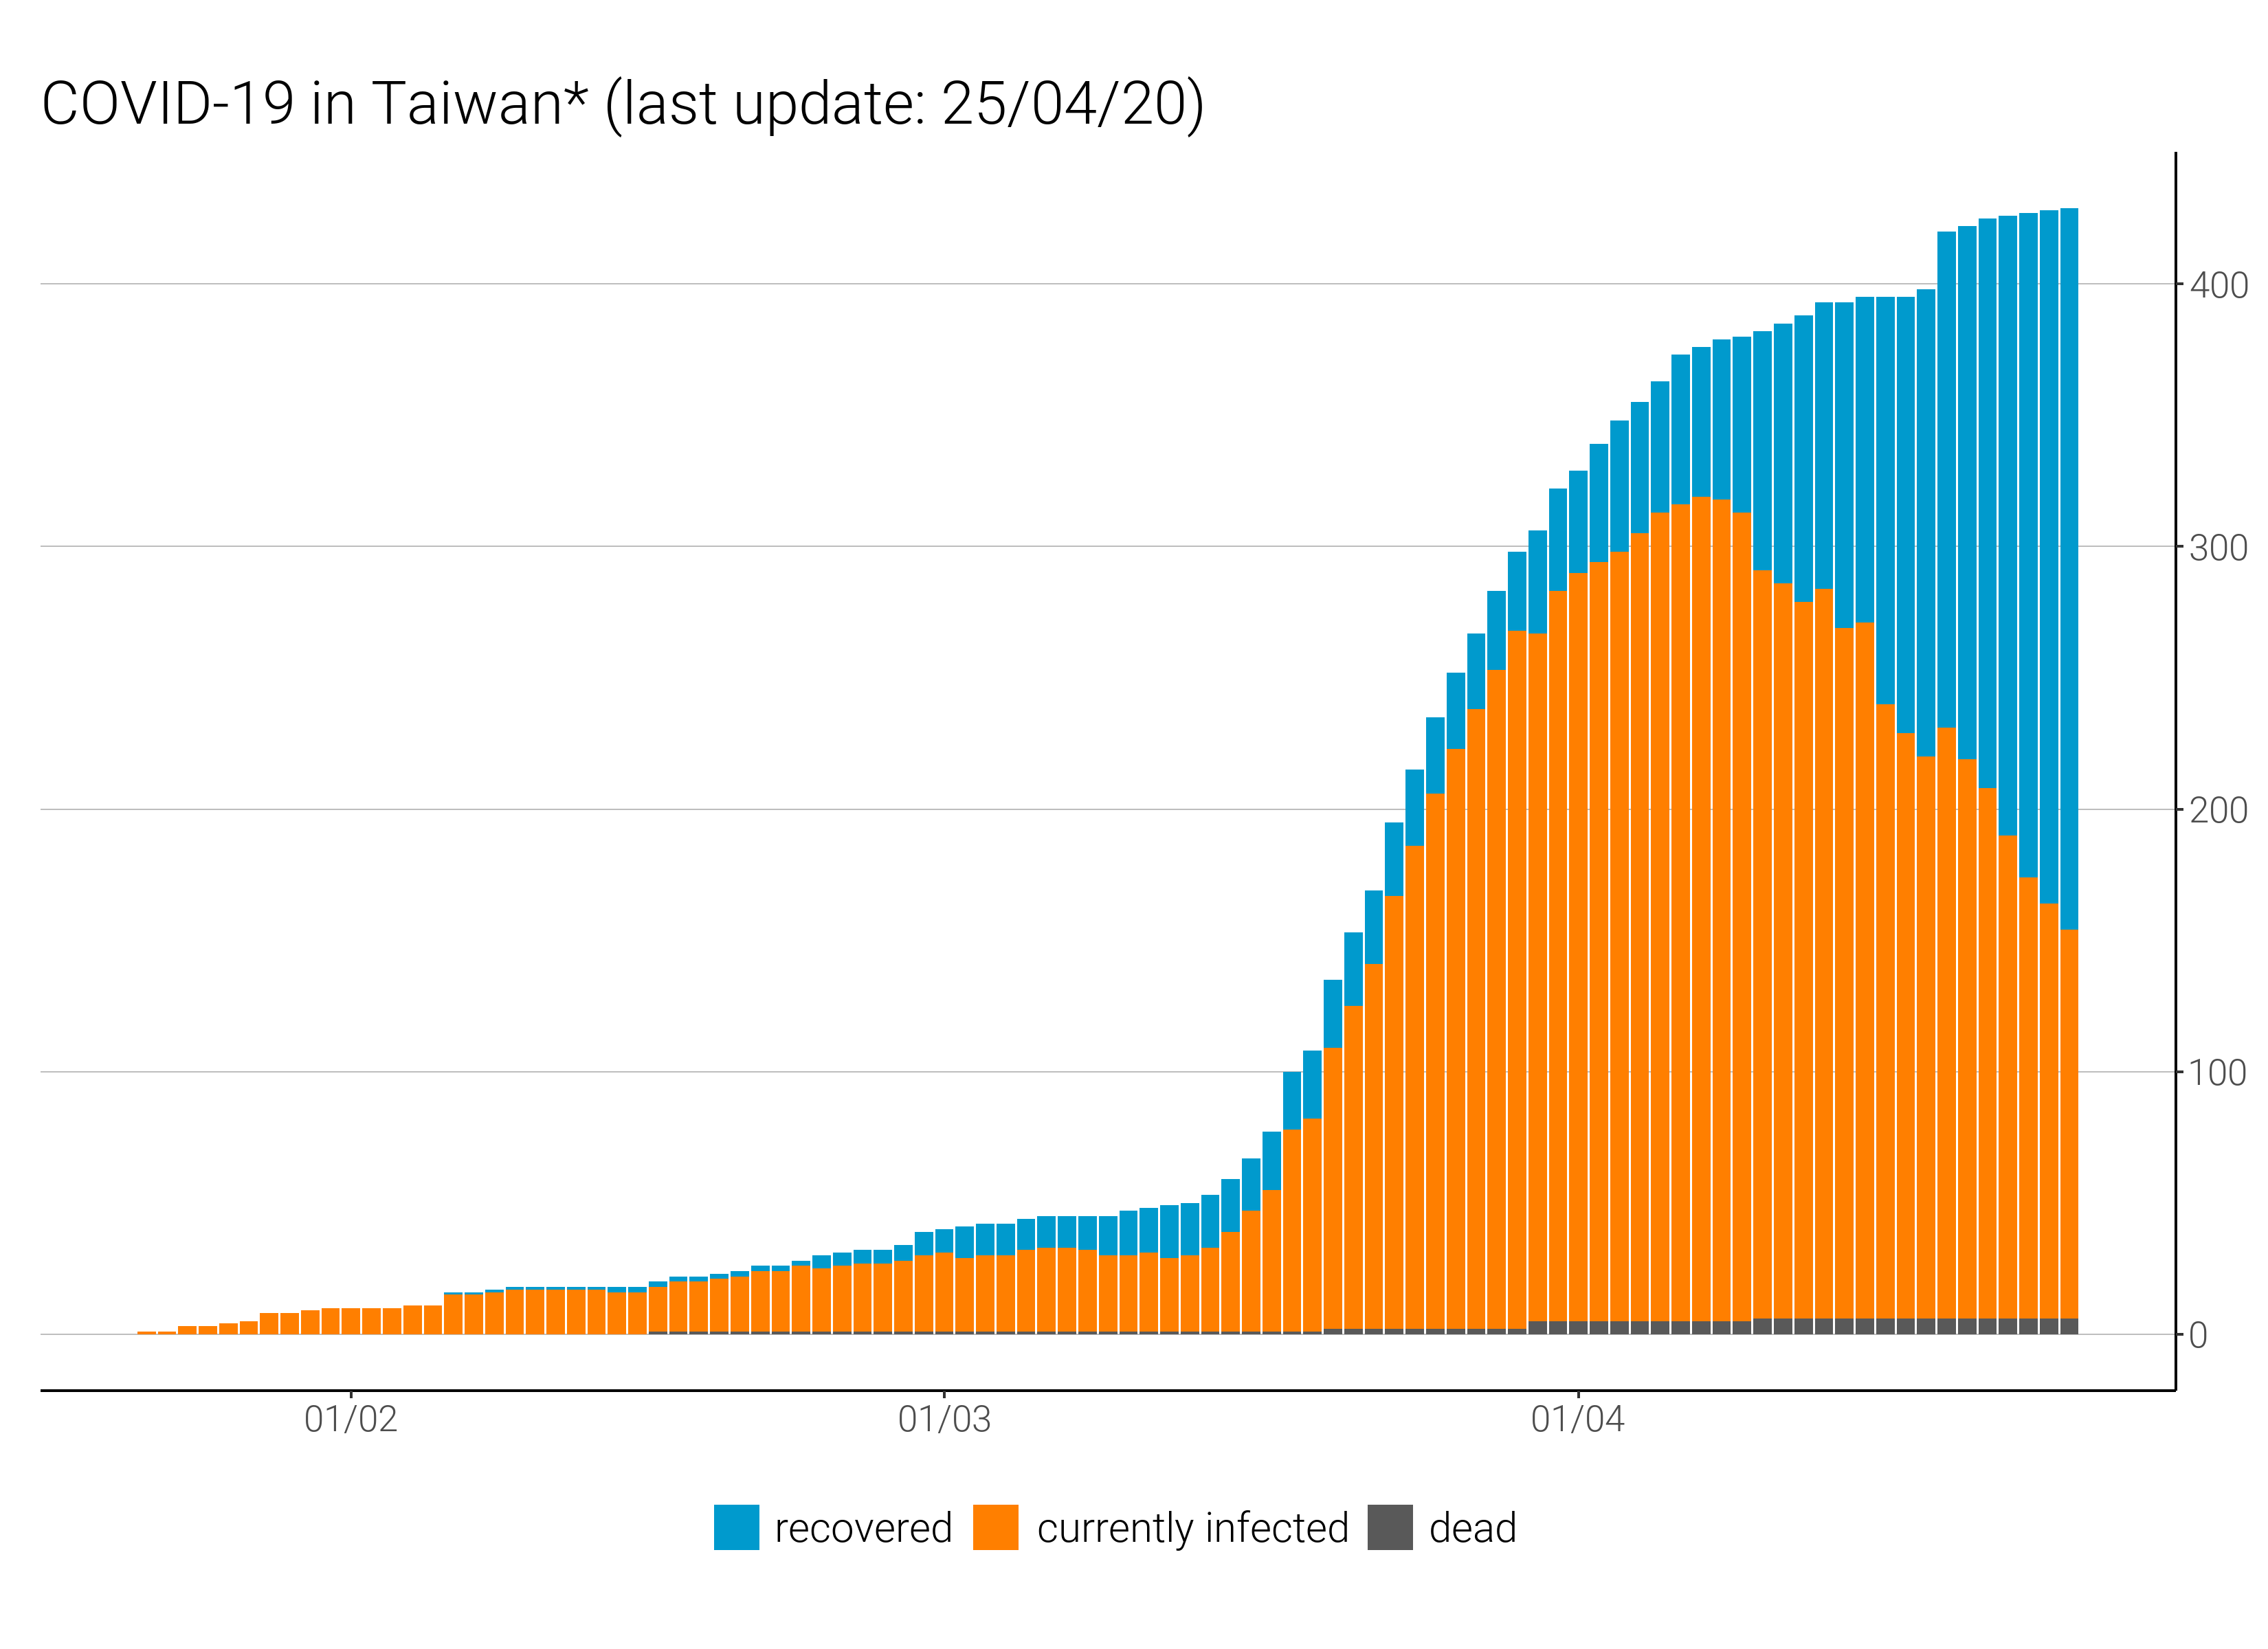 COVID-19 in Taiwan* (last update: 25/04/20)
400
300
200
100
0
01/02 01/03 01/04
recovered currently infected dead